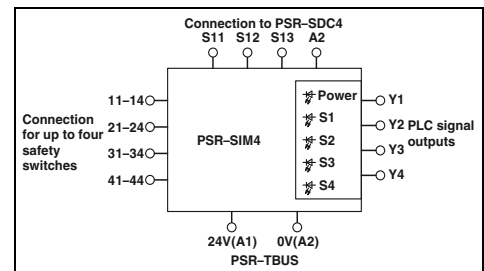 Connection to PSR–SDC4
S11 S12 S13 A2
Connection
for up to four
safety
switches
11–14
21–24
31–34
41–44
PSR–SIM4
Power
S1
S2
S3
S4
Y1
Y2
Y3
Y4
PLC signal
outputs
24V(A1) 0V(A2)
PSR–TBUS